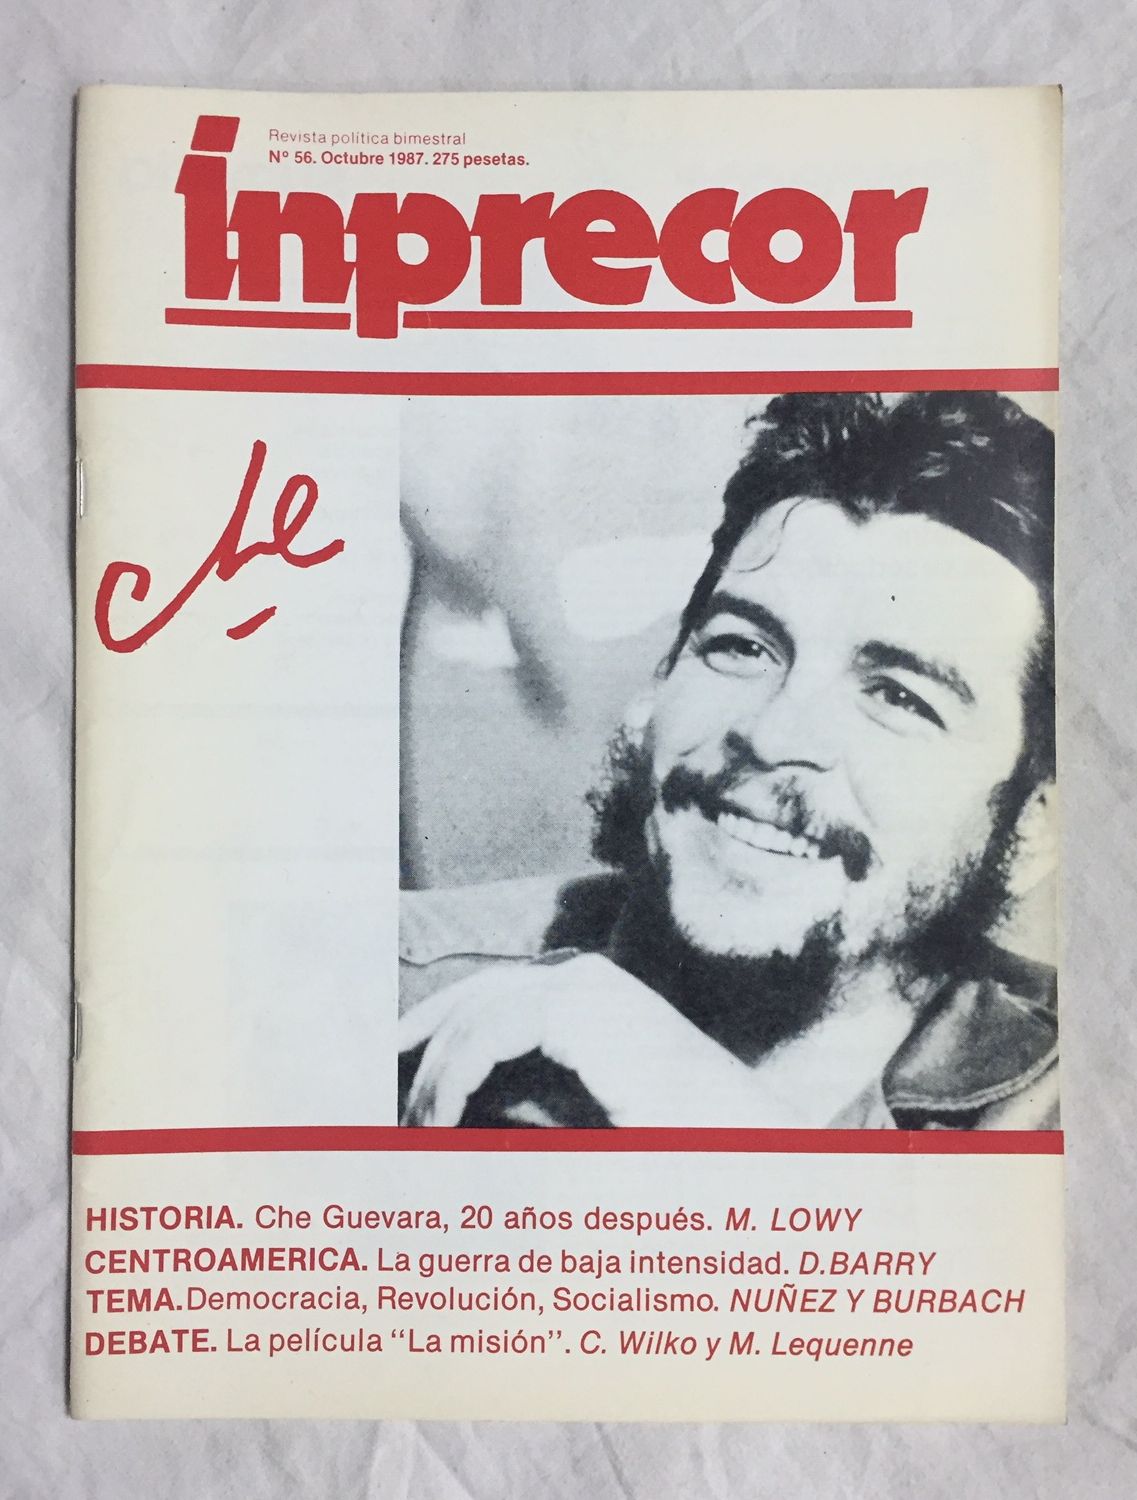 Revista política bimestral
Nº 56. Octubre 1987. 275 pesetas.
inprecor
che
HISTORIA. Che Guevara, 20 años después. M. LOWY
CENTROAMERICA. La guerra de baja intensidad. D.BARRY
TEMA.Democracia, Revolución, Socialismo. NUÑEZ Y BURBACH
DEBATE. La película “La misión”. C. Wilko y M. Lequenne